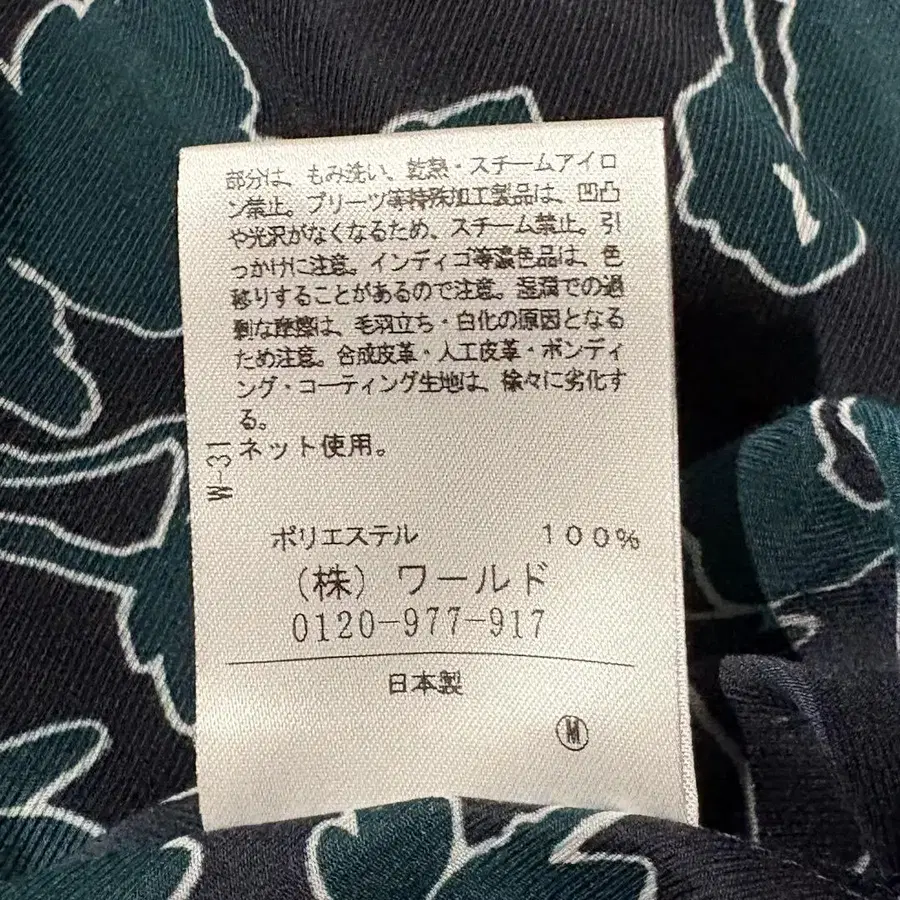 部分は、もみ洗い、乾熱・スチームアイロ
ン禁止。プリーツ等特殊加工製品は、凹凸
や光沢がなくなるため、スチーム禁止。引
っかけに注意。インディゴ等濃色品は、色
移りすることがあるので注意。湿潤での過
剰な摩擦は、毛羽立ち・白化の原因となる
ため注意。合成皮革・人工皮革・ボンディ
ング・コーティング生地は、徐々に劣化す
る。
ネット使用。
W-31
ポリエステル 100%
(株)ワールド
0120-977-917
日本製
M